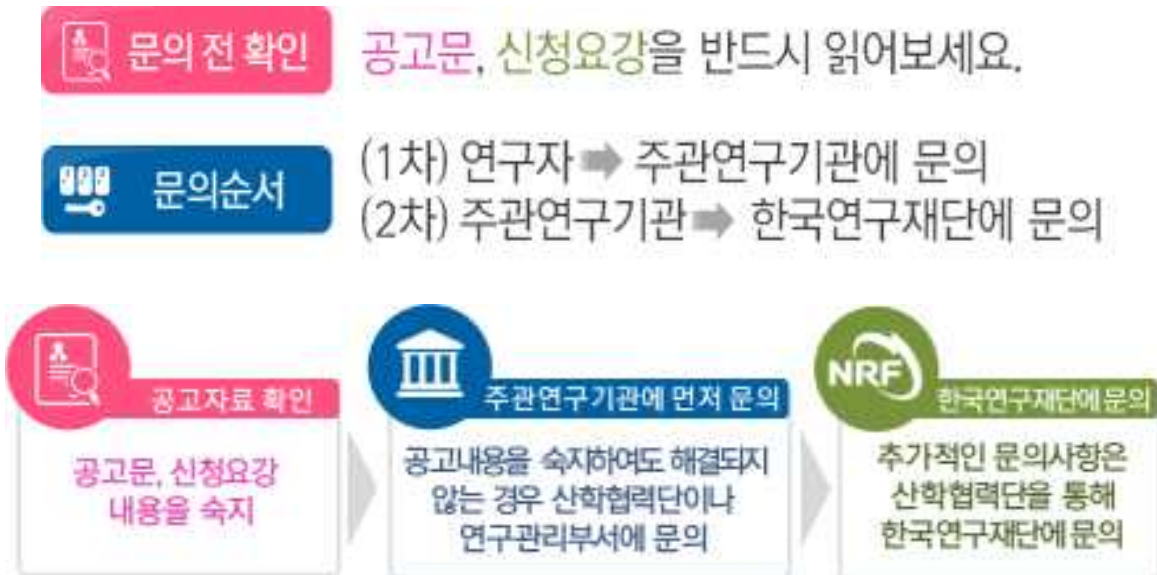 문의 전 확인
공고문, 신청요강을 반드시 읽어보세요.
문의순서
(1차) 연구자 ➡ 주관연구기관에 문의
(2차) 주관연구기관 ➡ 한국연구재단에 문의
공고자료 확인
공고문, 신청요강
내용을 숙지
주관연구기관에 먼저 문의
공고내용을 숙지하여도 해결되지
않는 경우 산학협력단이나
연구관리부서에 문의
NRF
한국연구재단에 문의
추가적인 문의사항은
산학협력단을 통해
한국연구재단에 문의